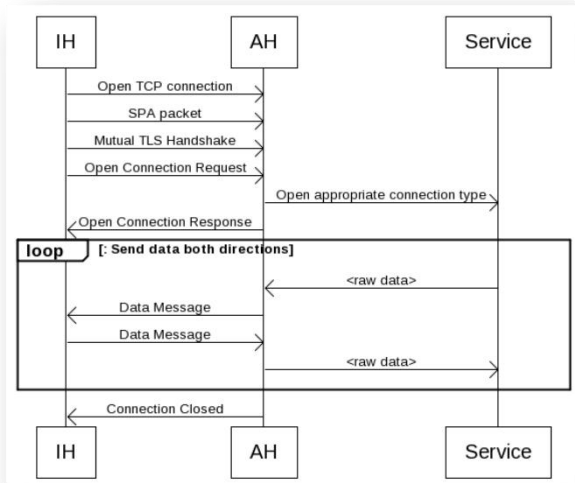 IH AH Service
Open TCP connection
SPA packet
Mutual TLS Handshake
Open Connection Request
Open appropriate connection type
Open Connection Response
loop [: Send data both directions]
<raw data>
Data Message
Data Message
<raw data>
Connection Closed
IH AH Service